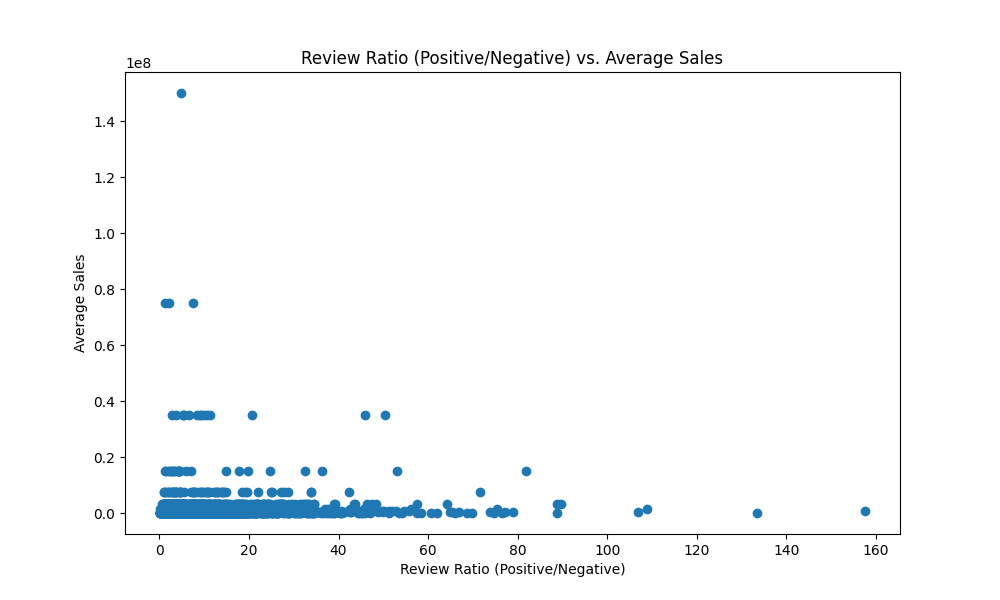 Review Ratio (Positive/Negative) vs. Average Sales
1e8
1.4
1.2
1.0
0.8
0.6
0.4
0.2
0.0
Average Sales
0 20 40 60 80 100 120 140 160
Review Ratio (Positive/Negative)